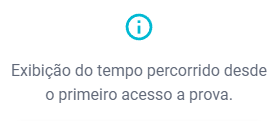 Exibição do tempo percorrido desde
o primeiro acesso a prova.